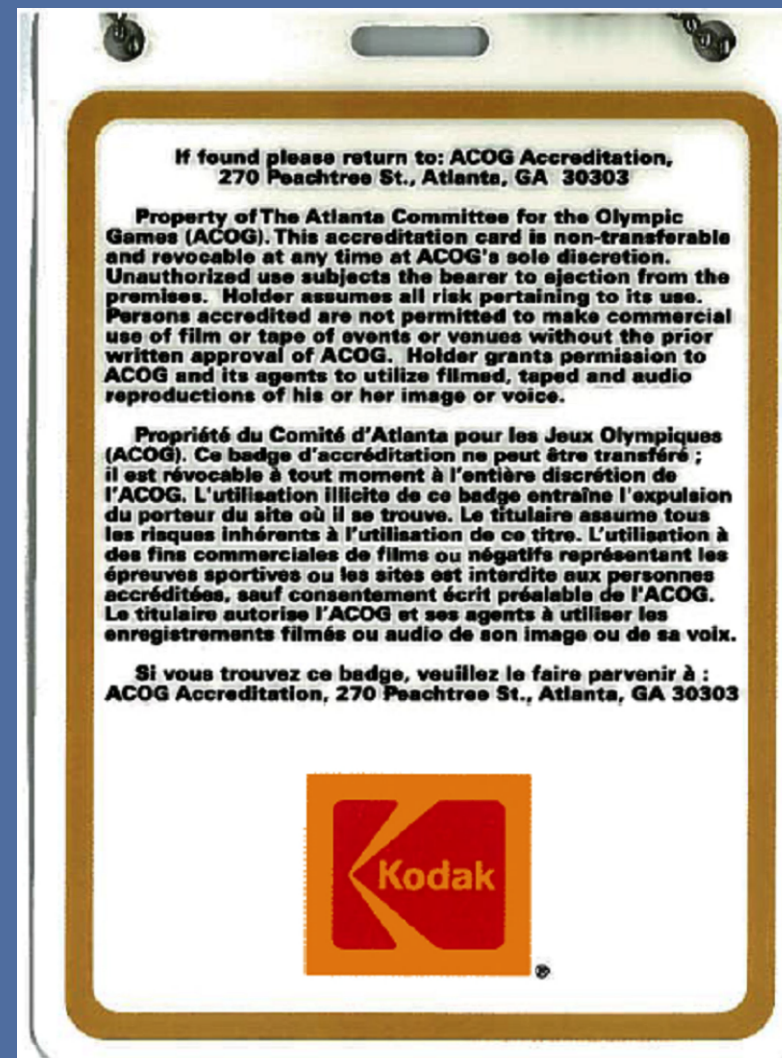 If found please return to: ACOG Accreditation,
270 Peachtree St., Atlanta, GA 30303
Property of The Atlanta Committee for the Olympic
Games (ACOG). This accreditation card is non-transferable
and revocable at any time at ACOG's sole discretion.
Unauthorized use subjects the bearer to ejection from the
premises. Holder assumes all risk pertaining to its use.
Persons accredited are not permitted to make commercial
use of film or tape of events or venues without the prior
written approval of ACOG. Holder grants permission to
ACOG and its agents to utilize filmed, taped and audio
reproductions of his or her image or voice.
Propriété du Comité d'Atlanta pour les Jeux Olympiques
(ACOG). Ce badge d'accréditation ne peut être transféré ;
il est révocable à tout moment à l'entière discrétion de
l'ACOG. L'utilisation illicite de ce badge entraîne l'expulsion
du porteur du site où il se trouve. Le titulaire assume tous
les risques inhérents à l'utilisation de ce titre. L'utilisation à
des fins commerciales de films ou négatifs représentant les
épreuves sportives ou les sites est interdite aux personnes
accréditées, sauf consentement écrit préalable de l'ACOG.
Le titulaire autorise l'ACOG et ses agents à utiliser les
enregistrements filmés ou audio de son image ou de sa voix.
Si vous trouvez ce badge, veuillez le faire parvenir à :
ACOG Accreditation, 270 Peachtree St., Atlanta, GA 30303
Kodak
®